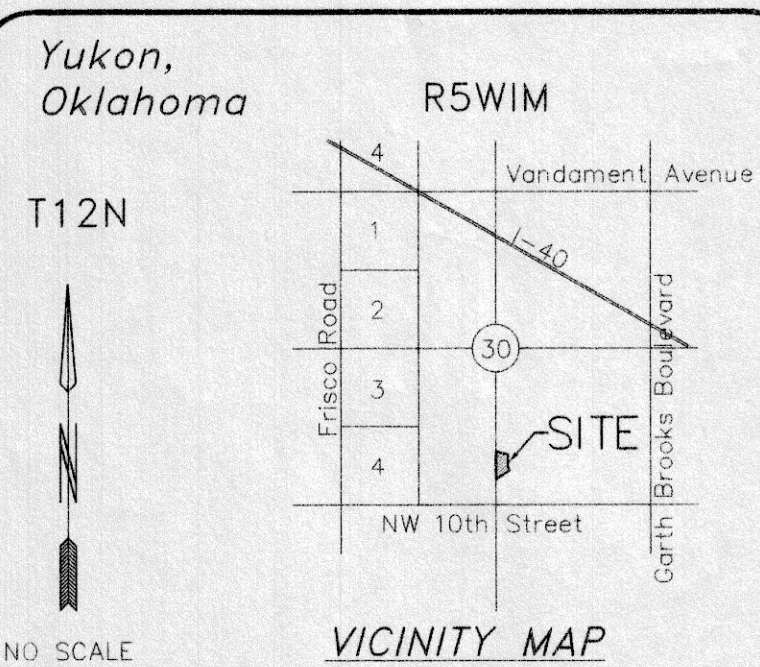 Yukon,
Oklahoma
R5WIM
T12N
4
Vandament Avenue
1
I-40
2
Frisco Road
30
Garth Brooks Boulevard
3
SITE
4
NW 10th Street
N
NO SCALE
VICINITY MAP